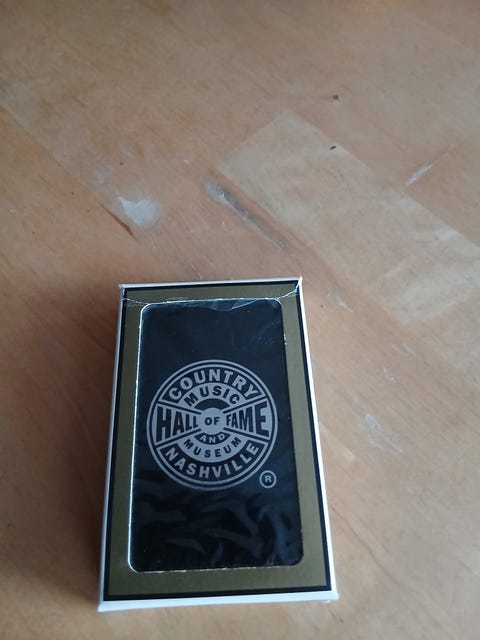 COUNTRY
MUSIC
HALL OF FAME
AND
MUSEUM
NASHVILLE
®